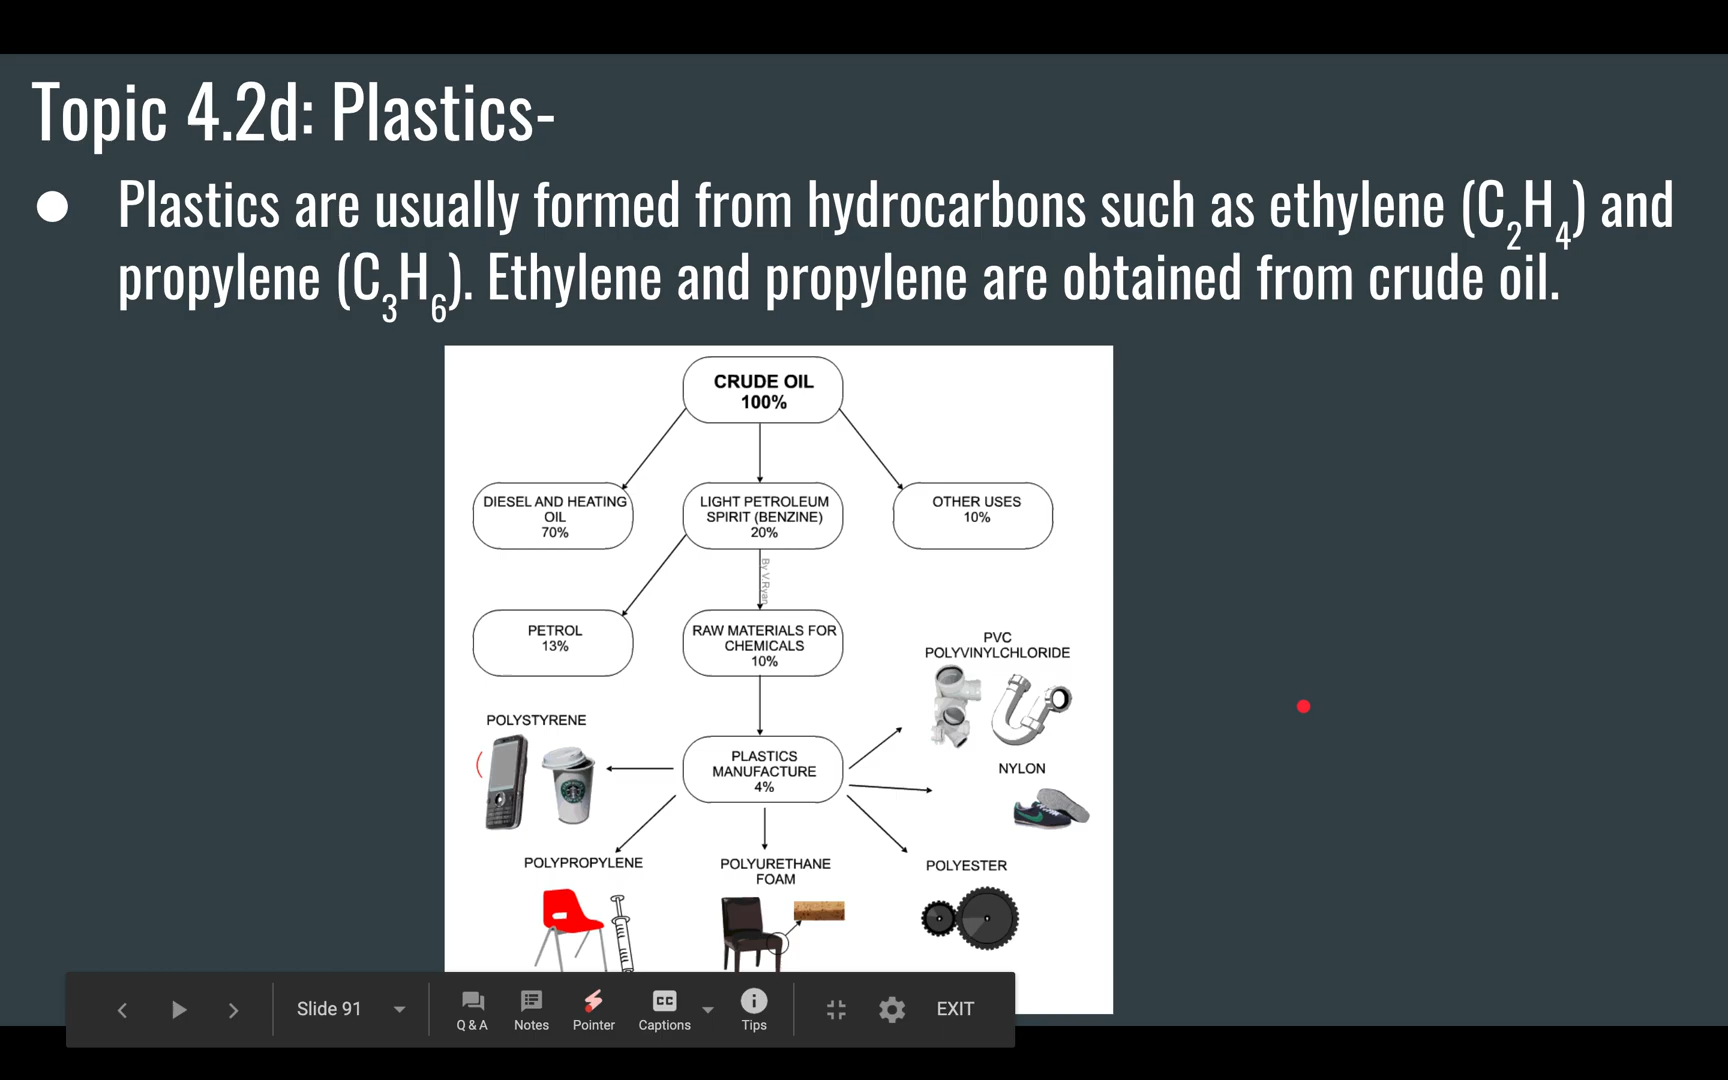 Topic 4.2d: Plastics-
● Plastics are usually formed from hydrocarbons such as ethylene (C₂H₄) and
propylene (C₃H₆). Ethylene and propylene are obtained from crude oil.
CRUDE OIL
100%
DIESEL AND HEATING
OIL
70%
LIGHT PETROLEUM
SPIRIT (BENZINE)
20%
OTHER USES
10%
By V.Ryan
PETROL
13%
RAW MATERIALS FOR
CHEMICALS
10%
PVC
POLYVINYLCHLORIDE
POLYSTYRENE
PLASTICS
MANUFACTURE
4%
NYLON
POLYPROPYLENE
POLYURETHANE
FOAM
POLYESTER
Slide 91
Q & A
Notes
Pointer
CC
Captions
Tips
EXIT